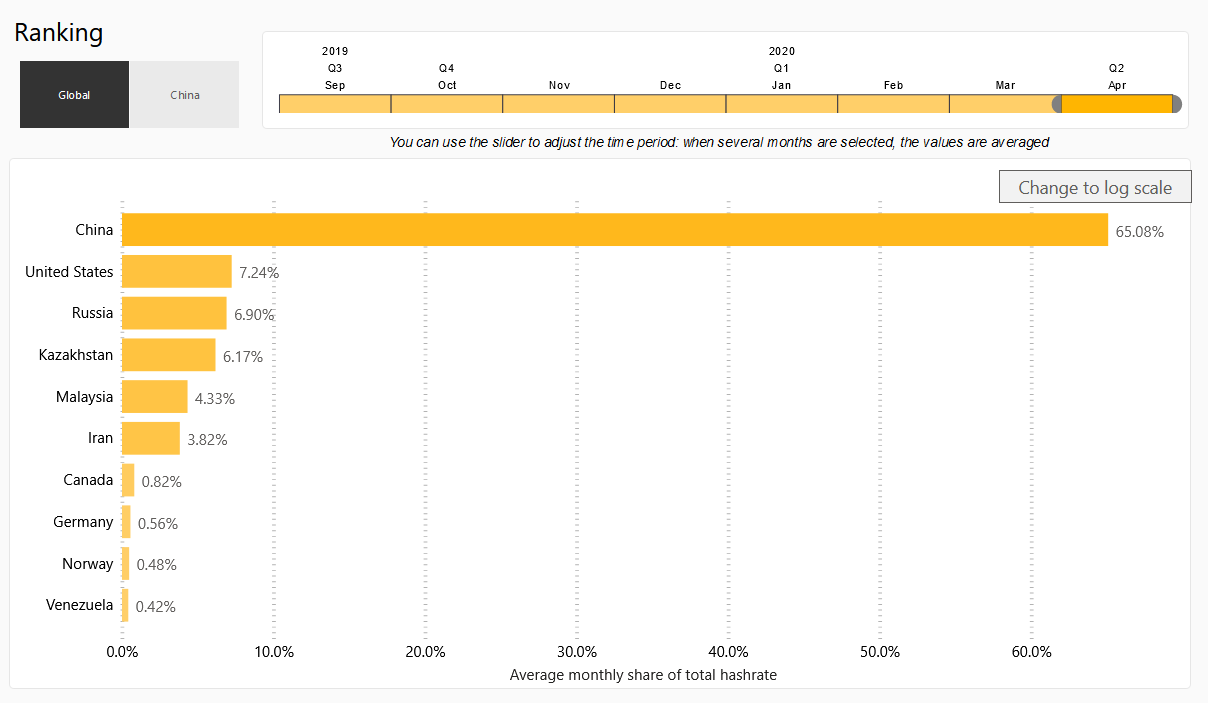 Ranking
Global
China
2019
2020
Q3
Q4
Q1
Q2
Sep
Oct
Nov
Dec
Jan
Feb
Mar
Apr
You can use the slider to adjust the time period: when several months are selected, the values are averaged
Change to log scale
China
65.08%
United States
7.24%
Russia
6.90%
Kazakhstan
6.17%
Malaysia
4.33%
Iran
3.82%
Canada
0.82%
Germany
0.56%
Norway
0.48%
Venezuela
0.42%
0.0%
10.0%
20.0%
30.0%
40.0%
50.0%
60.0%
Average monthly share of total hashrate